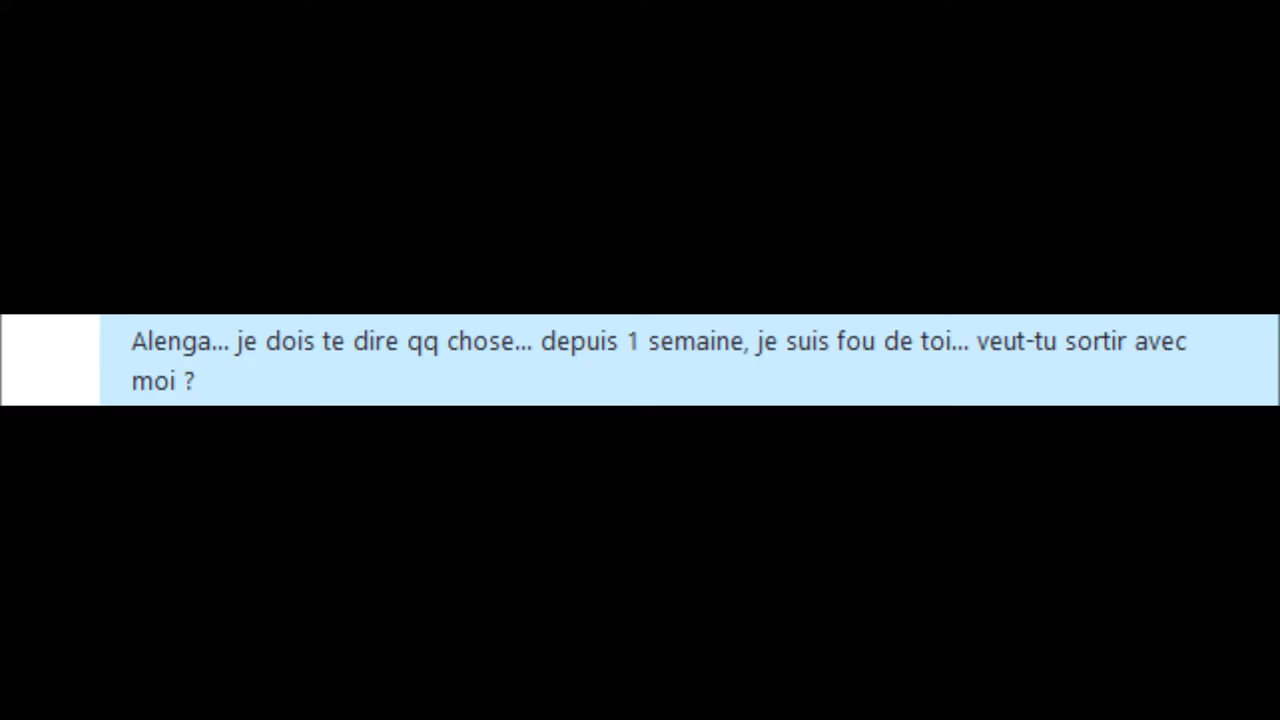 Alenga... je dois te dire qq chose... depuis 1 semaine, je suis fou de toi... veut-tu sortir avec
moi ?